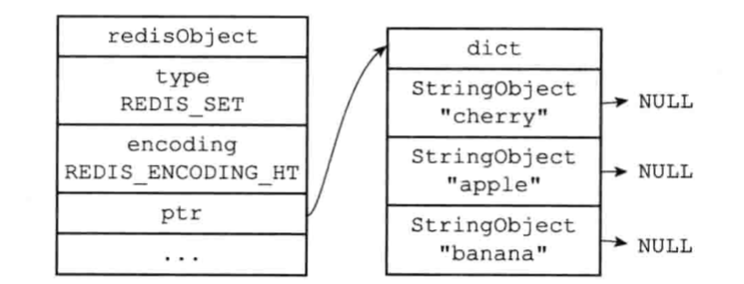 redisObject
type
REDIS_SET
encoding
REDIS_ENCODING_HT
ptr
...
dict
StringObject
"cherry"
NULL
StringObject
"apple"
NULL
StringObject
"banana"
NULL